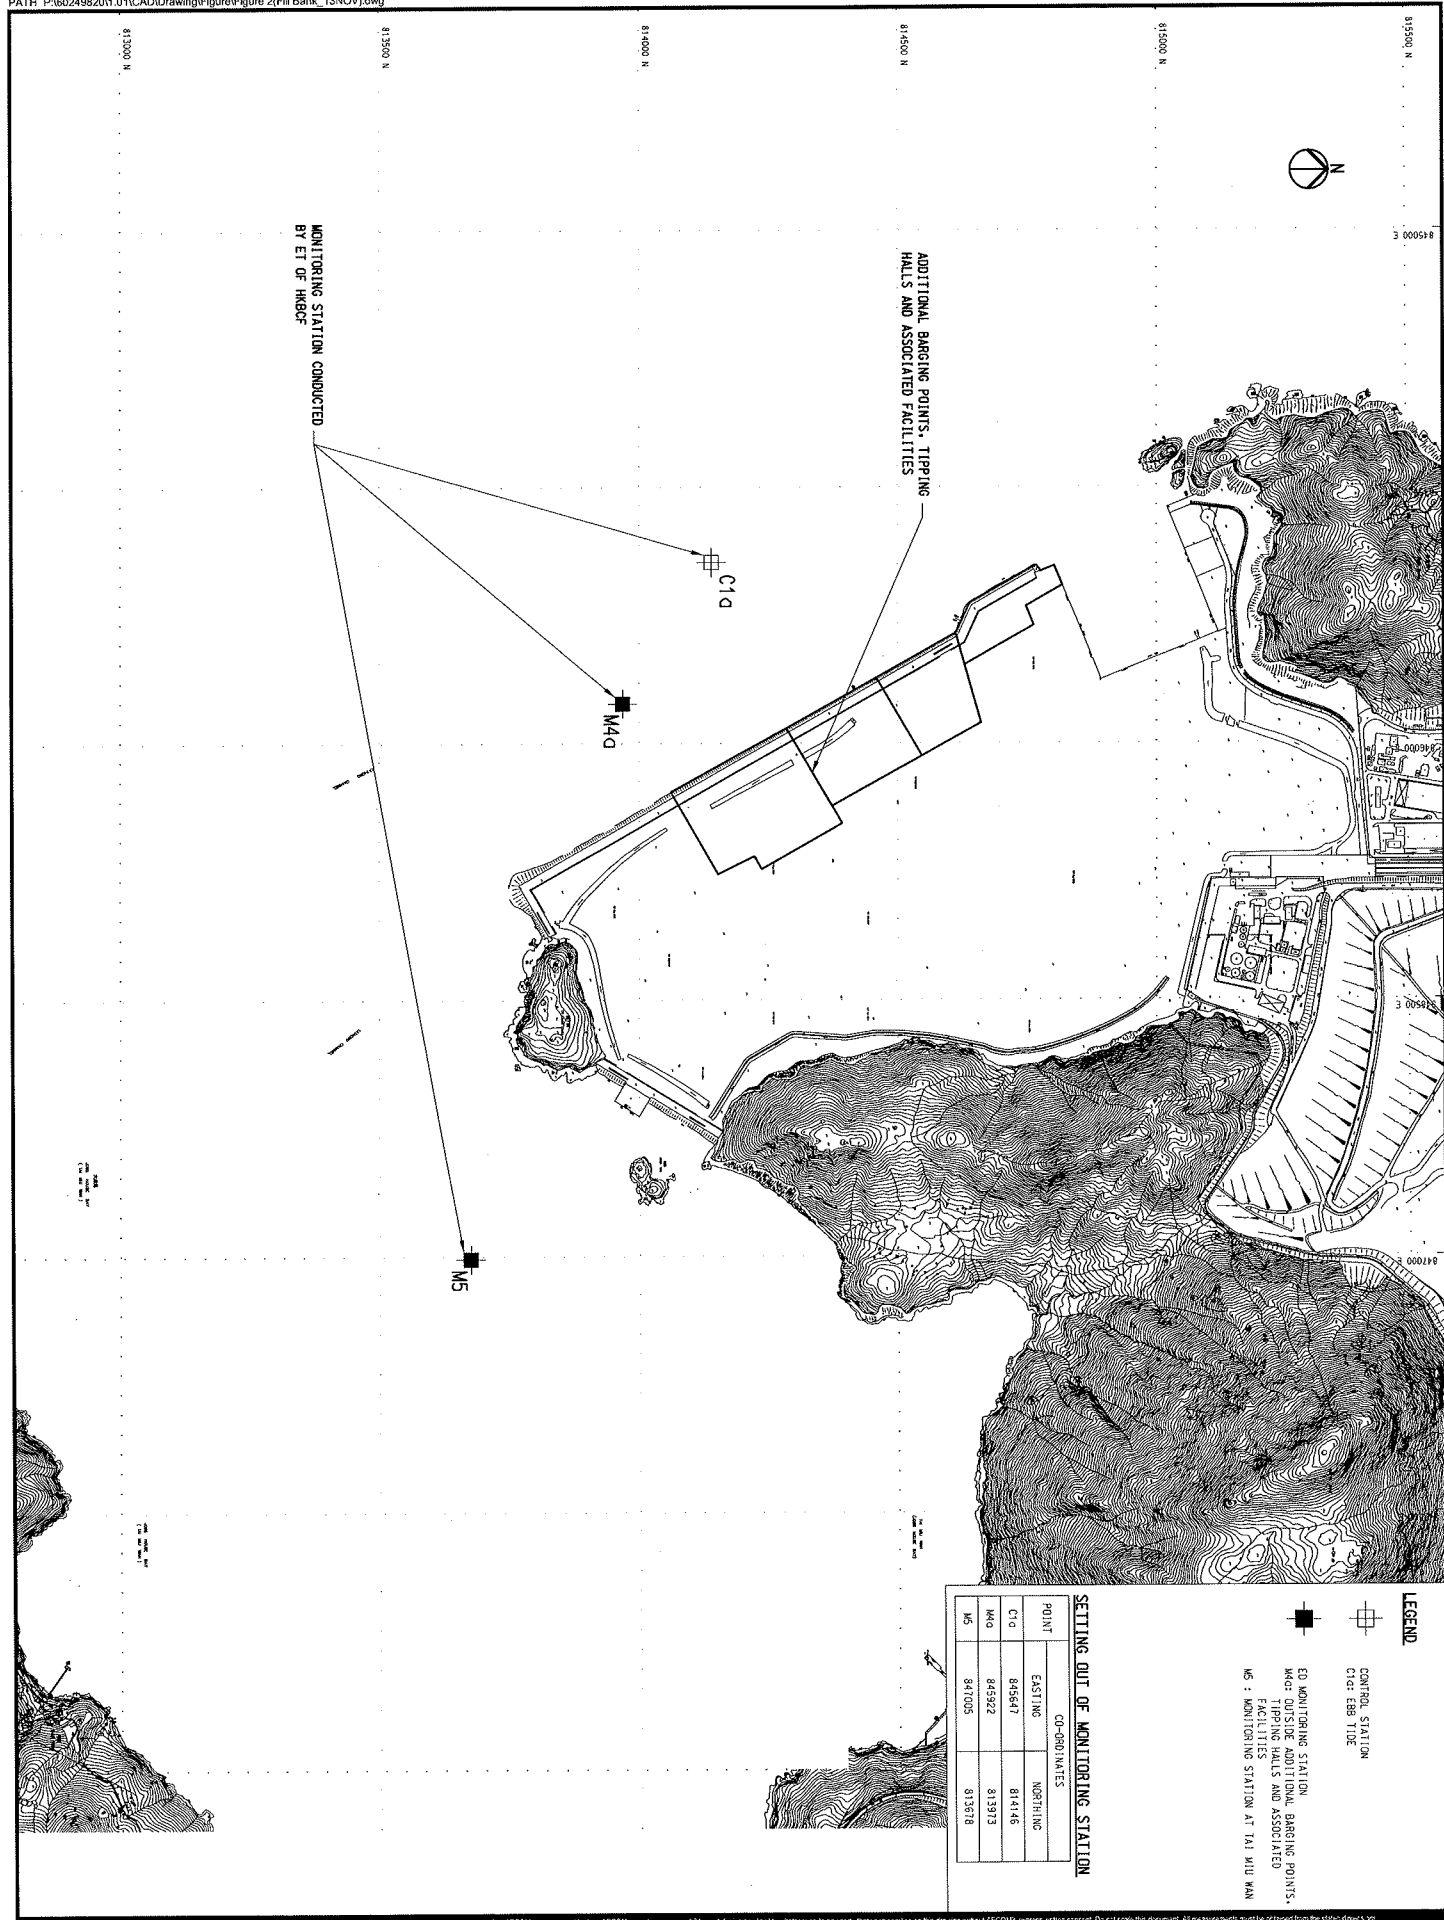 PATH P:\60249820\1.01\CAD\Drawing\Figure\Figure 2(Fill Bank_13NOV).dwg
813000 N
813500 N
814000 N
814500 N
815000 N
815500 N
N
845000 E
846000 E
847000 E
MONITORING STATION CONDUCTED
BY ET OF HKBCF
ADDITIONAL BARGING POINTS, TIPPING
HALLS AND ASSOCIATED FACILITIES
C1a
M4a
M5
LEGEND
CONTROL STATION
C1a: EBB TIDE
ED MONITORING STATION
M4a: OUTSIDE ADDITIONAL BARGING POINTS,
TIPPING HALLS AND ASSOCIATED
FACILITIES
M5 : MONITORING STATION AT TAI MIU WAN
SETTING OUT OF MONITORING STATION
POINT CO-ORDINATES
EASTING NORTHING
C1a 845647 814146
M4a 845922 813973
M5 847005 813678